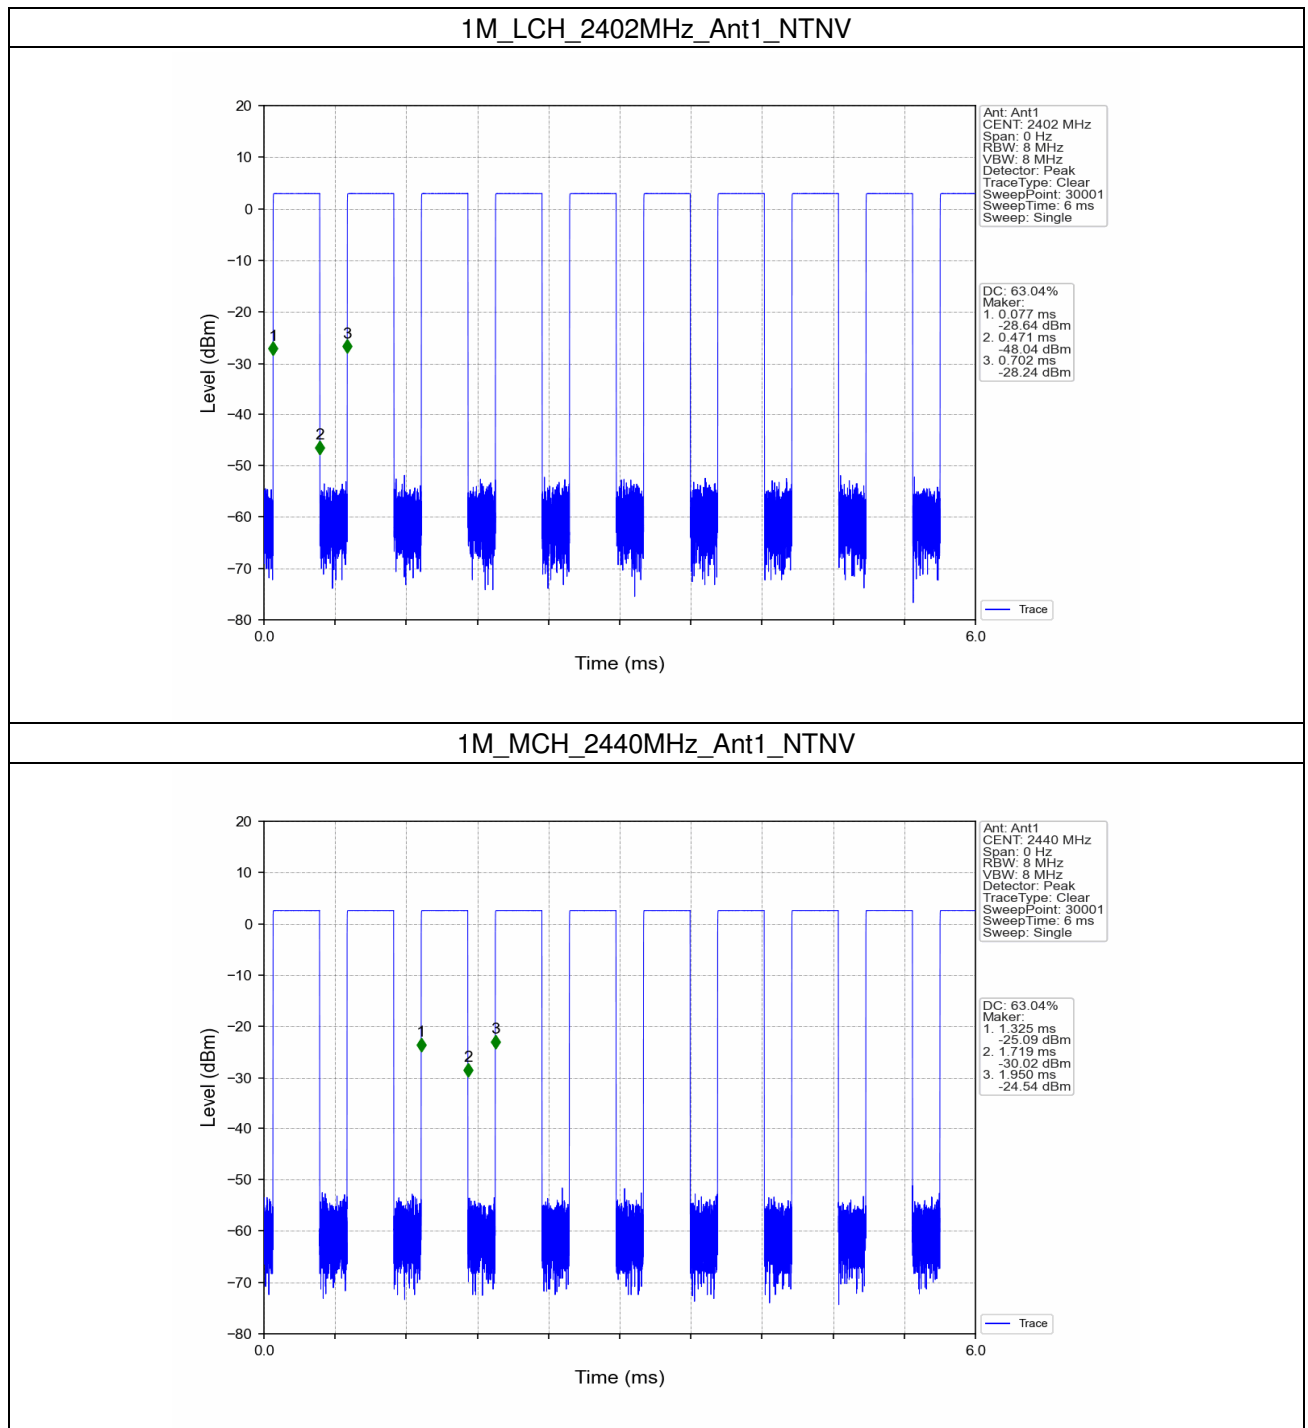 1M_LCH_2402MHz_Ant1_NTNV
20
10
0
−10
−20
−30
−40
−50
−60
−70
−80
Level (dBm)
1
2
3
0.0
6.0
Time (ms)
Ant: Ant1
CENT: 2402 MHz
Span: 0 Hz
RBW: 8 MHz
VBW: 8 MHz
Detector: Peak
TraceType: Clear
SweepPoint: 30001
SweepTime: 6 ms
Sweep: Single
DC: 63.04%
Maker:
1. 0.077 ms
-28.64 dBm
2. 0.471 ms
-48.04 dBm
3. 0.702 ms
-28.24 dBm
Trace
1M_MCH_2440MHz_Ant1_NTNV
20
10
0
−10
−20
−30
−40
−50
−60
−70
−80
Level (dBm)
1
2
3
0.0
6.0
Time (ms)
Ant: Ant1
CENT: 2440 MHz
Span: 0 Hz
RBW: 8 MHz
VBW: 8 MHz
Detector: Peak
TraceType: Clear
SweepPoint: 30001
SweepTime: 6 ms
Sweep: Single
DC: 63.04%
Maker:
1. 1.325 ms
-25.09 dBm
2. 1.719 ms
-30.02 dBm
3. 1.950 ms
-24.54 dBm
Trace